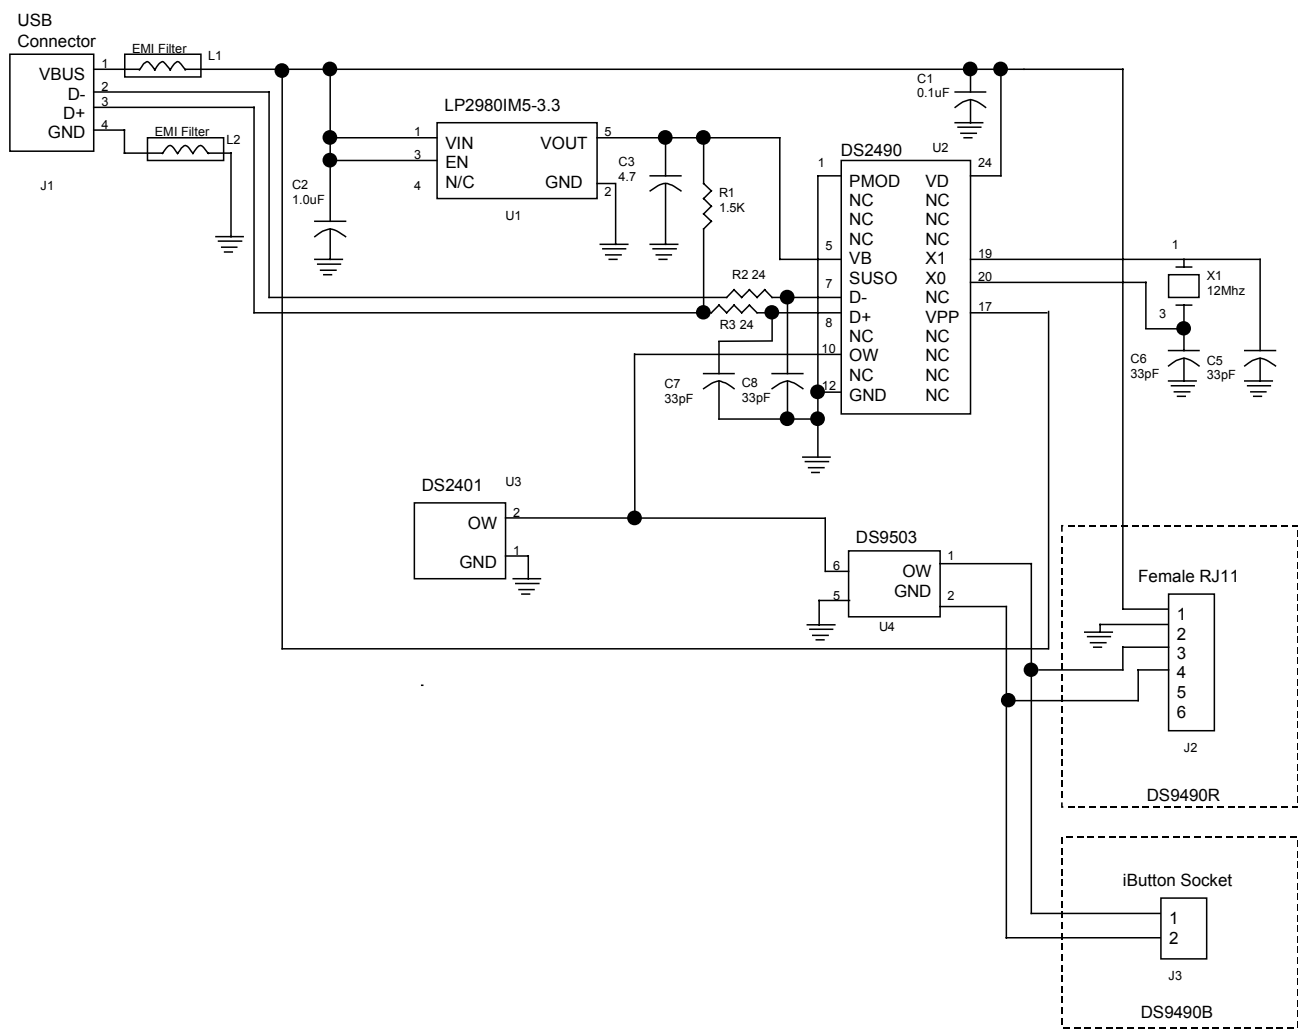 USB
Connector
EMI Filter
L1
VBUS
1
D-
2
D+
3
GND
4
EMI Filter
L2
J1
LP2980IM5-3.3
1
VIN
VOUT
5
3
EN
4
N/C
GND
2
U1
C2
1.0uF
C3
4.7
R1
1.5K
C1
0.1uF
DS2490
U2
1
PMOD
VD
24
NC
NC
NC
NC
NC
NC
5
VB
X1
19
7
SUSO
X0
20
D-
NC
8
D+
VPP
17
NC
NC
10
OW
NC
NC
NC
12
GND
NC
R2 24
R3 24
C7
33pF
C8
33pF
1
X1
12Mhz
3
C6
33pF
C5
33pF
DS2401
U3
OW
2
GND
1
DS9503
6
OW
1
5
GND
2
U4
Female RJ11
1
2
3
4
5
6
J2
DS9490R
iButton Socket
1
2
J3
DS9490B